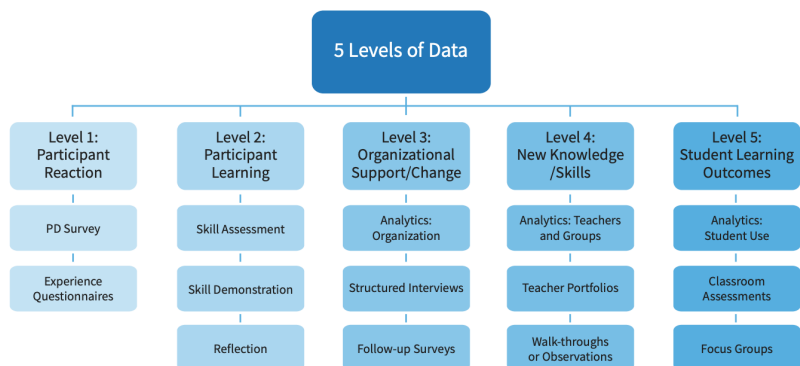 5 Levels of Data
Level 1:
Participant
Reaction
Level 2:
Participant
Learning
Level 3:
Organizational
Support/Change
Level 4:
New Knowledge
/Skills
Level 5:
Student Learning
Outcomes
PD Survey
Skill Assessment
Analytics:
Organization
Analytics: Teachers
and Groups
Analytics:
Student Use
Experience
Questionnaires
Skill Demonstration
Structured Interviews
Teacher Portfolios
Classroom
Assessments
Reflection
Follow-up Surveys
Walk-throughs
or Observations
Focus Groups